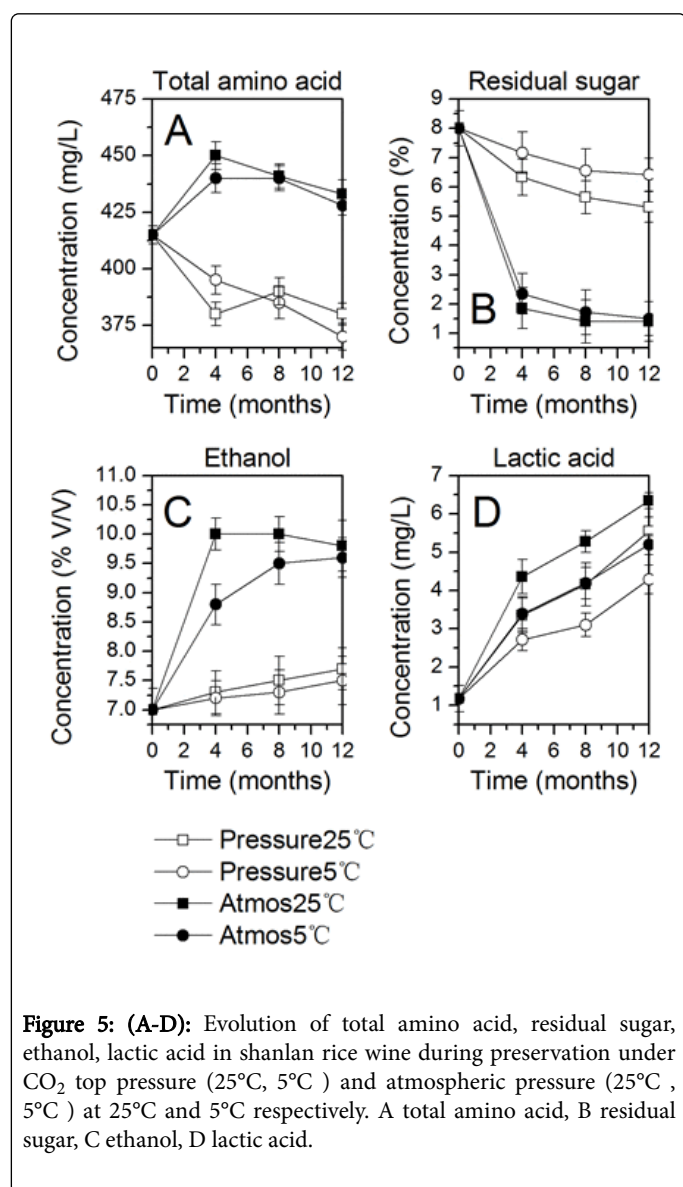 Total amino acid
Residual sugar
A
Concentration (mg/L)
475
450
425
400
375
0 2 4 6 8 10 12
Time (months)
B
Concentration (%)
9
8
7
6
5
4
3
2
1
0 2 4 6 8 10 12
Time (months)
Ethanol
Lactic acid
C
Concentration (% V/V)
11.0
10.5
10.0
9.5
9.0
8.5
8.0
7.5
7.0
0 2 4 6 8 10 12
Time (months)
D
Concentration (mg/L)
7
6
5
4
3
2
1
0 2 4 6 8 10 12
Time (months)
Pressure25℃
Pressure5℃
Atmos25℃
Atmos5℃
Figure 5: (A-D): Evolution of total amino acid, residual sugar,
ethanol, lactic acid in shanlan rice wine during preservation under
CO₂ top pressure (25°C, 5°C ) and atmospheric pressure (25°C ,
5°C ) at 25°C and 5°C respectively. A total amino acid, B residual
sugar, C ethanol, D lactic acid.